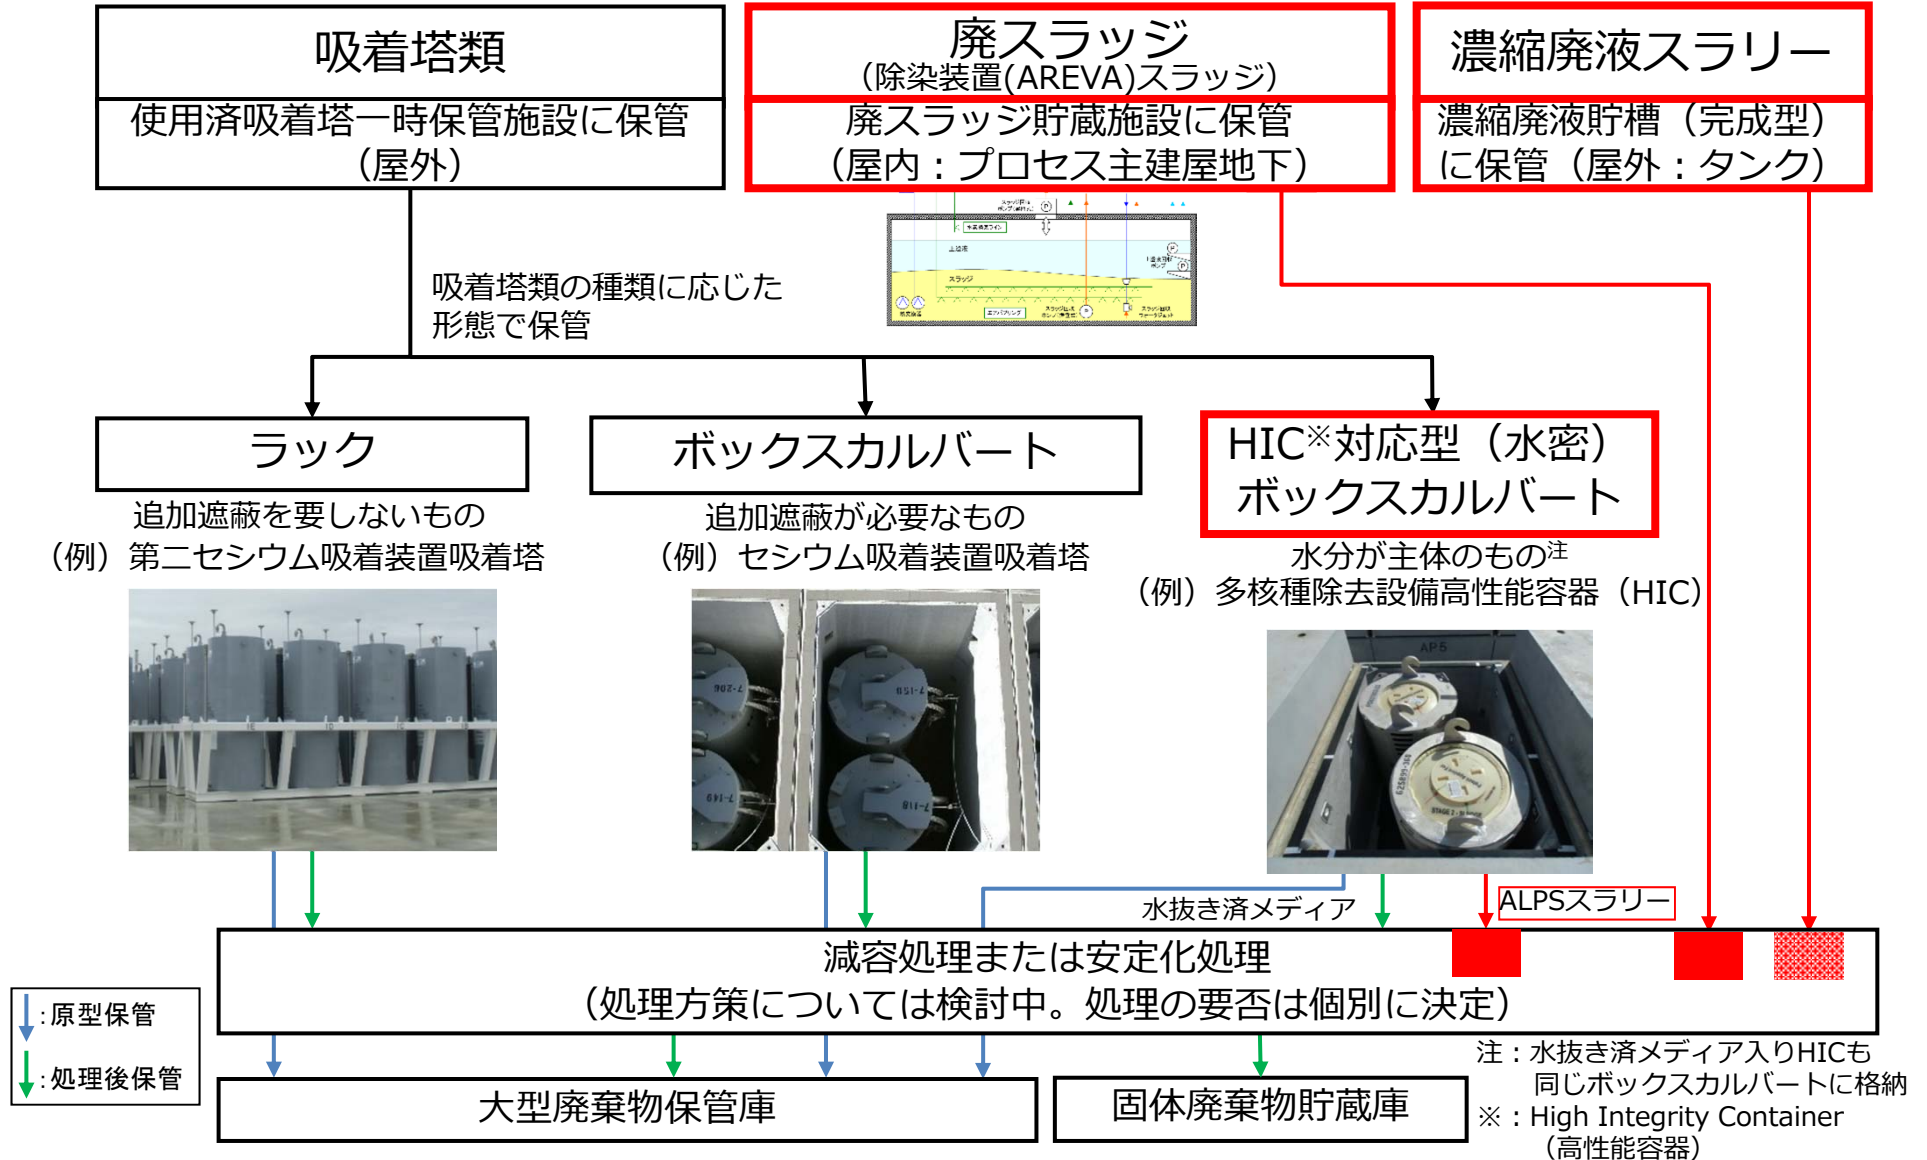 吸着塔類
使用済吸着塔一時保管施設に保管
（屋外）
廃スラッジ
（除染装置(AREVA)スラッジ）
廃スラッジ貯蔵施設に保管
（屋内：プロセス主建屋地下）
濃縮廃液スラリー
濃縮廃液貯槽（完成型）
に保管（屋外：タンク）
上澄液
スラッジ
P
P
P
P
吸着塔類の種類に応じた
形態で保管
ラック
追加遮蔽を要しないもの
（例）第二セシウム吸着装置吸着塔
ボックスカルバート
追加遮蔽が必要なもの
（例）セシウム吸着装置吸着塔
HIC※対応型（水密）
ボックスカルバート
水分が主体のもの注
（例）多核種除去設備高性能容器（HIC）
7-206
7-159
7-149
7-118
AP5
水抜き済メディア
ALPSスラリー
減容処理または安定化処理
（処理方策については検討中。処理の要否は個別に決定）
：原型保管
：処理後保管
大型廃棄物保管庫
固体廃棄物貯蔵庫
注：水抜き済メディア入りHICも
同じボックスカルバートに格納
※：High Integrity Container
（高性能容器）